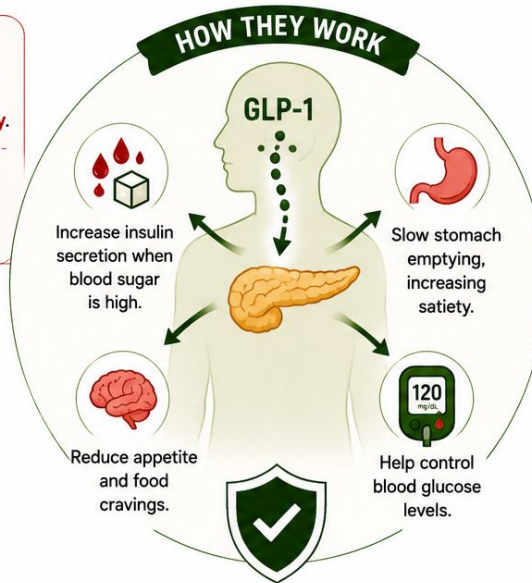 HOW THEY WORK
GLP-1
y.
Increase insulin
secretion when
blood sugar
is high.
Slow stomach
emptying,
increasing
satiety.
Reduce appetite
and food
cravings.
120
mg/dL
Help control
blood glucose
levels.